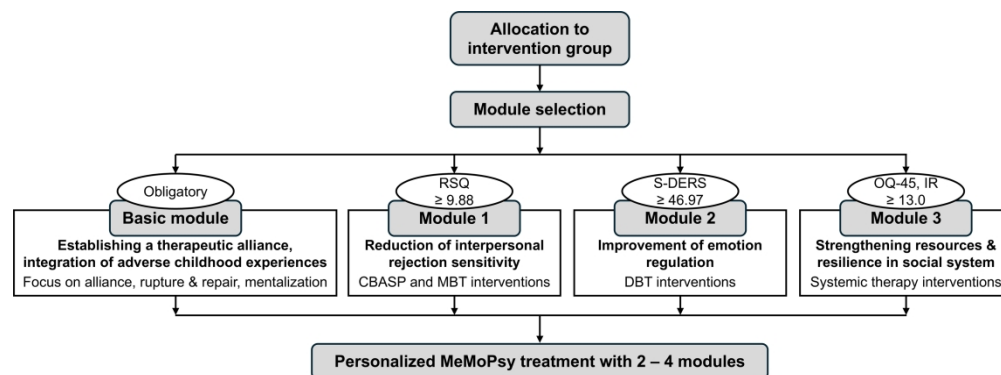 Allocation to
intervention group
Module selection
Obligatory
Basic module
Establishing a therapeutic alliance,
integration of adverse childhood experiences
Focus on alliance, rupture & repair, mentalization
RSQ
≥ 9.88
Module 1
Reduction of interpersonal
rejection sensitivity
CBASP and MBT interventions
S-DERS
≥ 46.97
Module 2
Improvement of emotion
regulation
DBT interventions
OQ-45, IR
≥ 13.0
Module 3
Strengthening resources &
resilience in social system
Systemic therapy interventions
Personalized MeMoPsy treatment with 2 – 4 modules